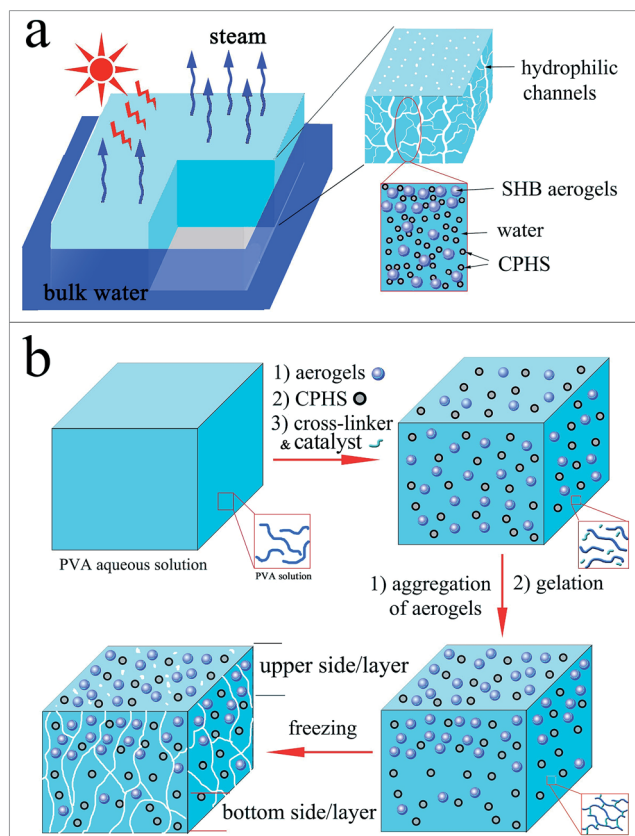 a
steam
hydrophilic
channels
SHB aerogels
water
CPHS
bulk water
b
1) aerogels
2) CPHS
3) cross-linker
& catalyst
PVA aqueous solution
PVA solution
1) aggregation
of aerogels
2) gelation
upper side/layer
freezing
bottom side/layer